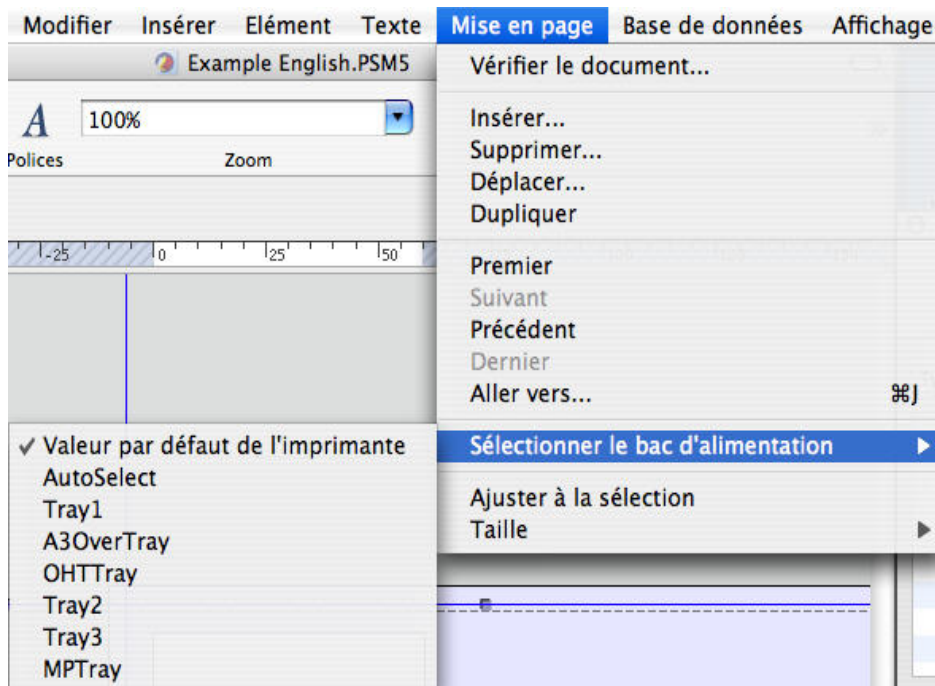 Modifier Insérer Elément Texte Mise en page Base de données Affichage
Example English.PSM5
100%
Polices Zoom
-25 0 25 50
Vérifier le document...
Insérer...
Supprimer...
Déplacer...
Dupliquer
Premier
Suivant
Précédent
Dernier
Aller vers... ⌘J
Sélectionner le bac d'alimentation
Ajuster à la sélection
Taille
✓ Valeur par défaut de l'imprimante
AutoSelect
Tray1
A3OverTray
OHTTray
Tray2
Tray3
MPTray